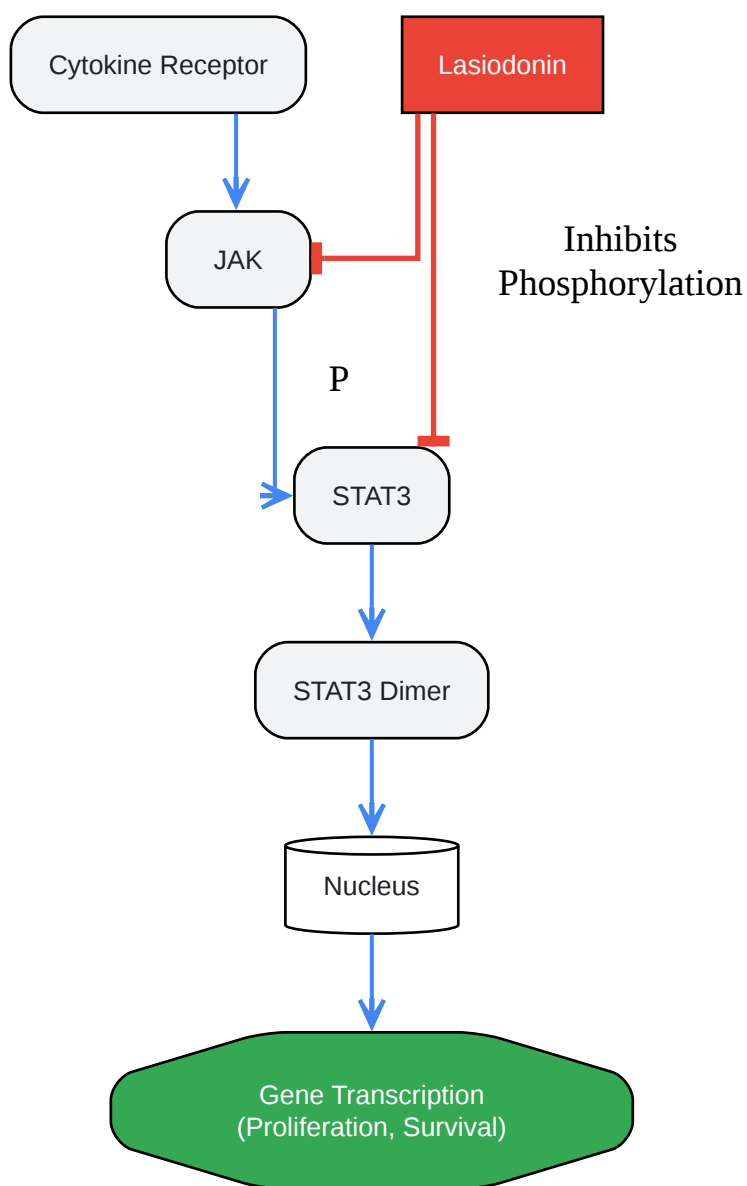 Cytokine Receptor
Lasiodonin
JAK
Inhibits
Phosphorylation
P
STAT3
STAT3 Dimer
Nucleus
Gene Transcription
(Proliferation, Survival)